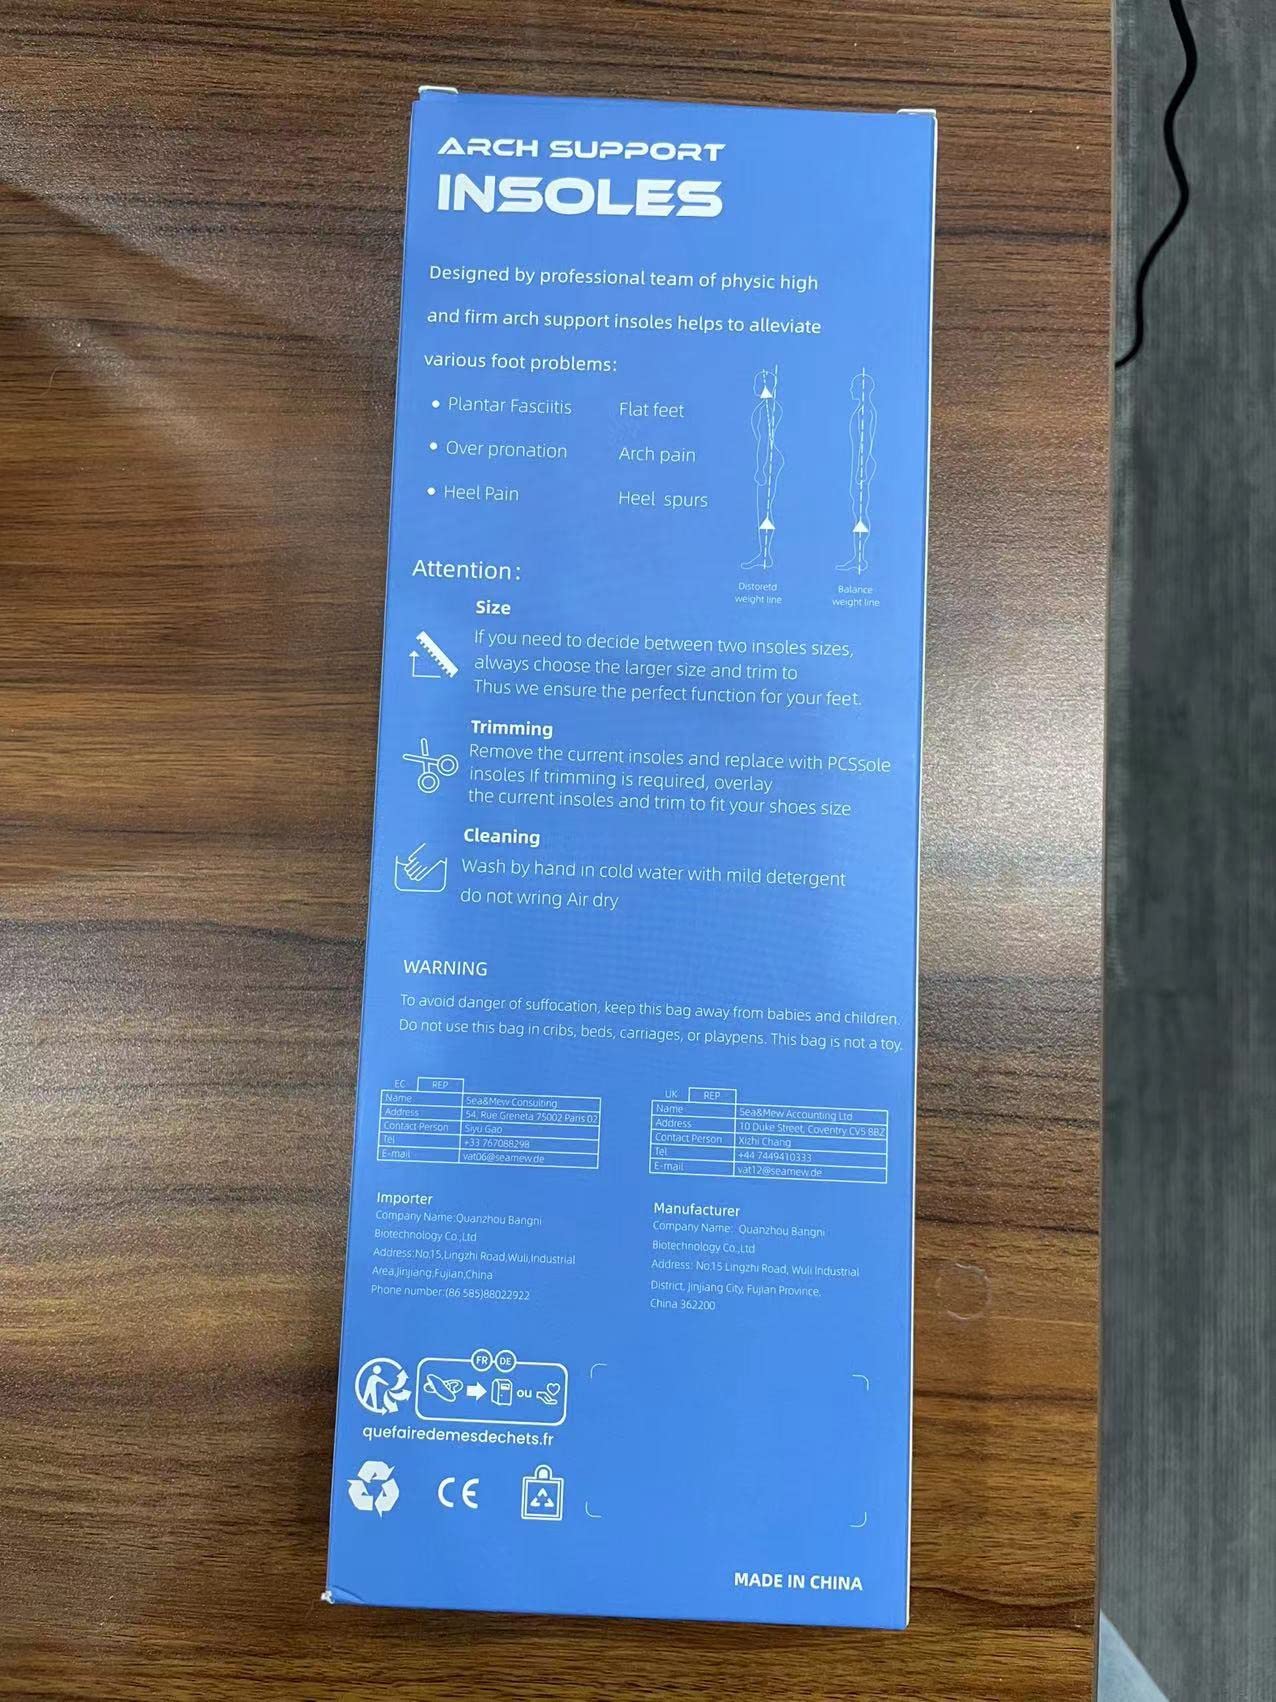 ARCH SUPPORT
INSOLES
Designed by professional team of physic high
and firm arch support insoles helps to alleviate
various foot problems:
• Plantar Fasciitis Flat feet
• Over pronation Arch pain
• Heel Pain Heel spurs
Distoretd
weight line
Balance
weight line
Attention:
Size
If you need to decide between two insoles sizes,
always choose the larger size and trim to
Thus we ensure the perfect function for your feet.
Trimming
Remove the current insoles and replace with PCSsole
insoles If trimming is required, overlay
the current insoles and trim to fit your shoes size
Cleaning
Wash by hand in cold water with mild detergent
do not wring Air dry
WARNING
To avoid danger of suffocation, keep this bag away from babies and children.
Do not use this bag in cribs, beds, carriages, or playpens. This bag is not a toy.
EC REP
Name Sea&Mew Consulting
Address 54, Rue Greneta 75002 Paris 02
Contact Person Siyu Gao
Tel +33 767088298
E-mail vat06@seamew.de
UK REP
Name Sea&Mew Accounting Ltd
Address 10 Duke Street, Coventry.CV5 8BZ
Contact Person Xizhi Chang
Tel +44 7449410333
E-mail vat12@seamew.de
Importer
Company Name:Quanzhou Bangni
Biotechnology Co.,Ltd
Address:No.15,Lingzhi Road,Wuli,Industrial
Area,Jinjiang,Fujian,China
Phone number:(86 585)88022922
Manufacturer
Company Name: Quanzhou Bangni
Biotechnology Co.,Ltd
Address: No.15 Lingzhi Road, Wuli Industrial
District, Jinjiang City, Fujian Province,
China 362200
FR DE
ou
quefairedemesdechets.fr
CE
MADE IN CHINA